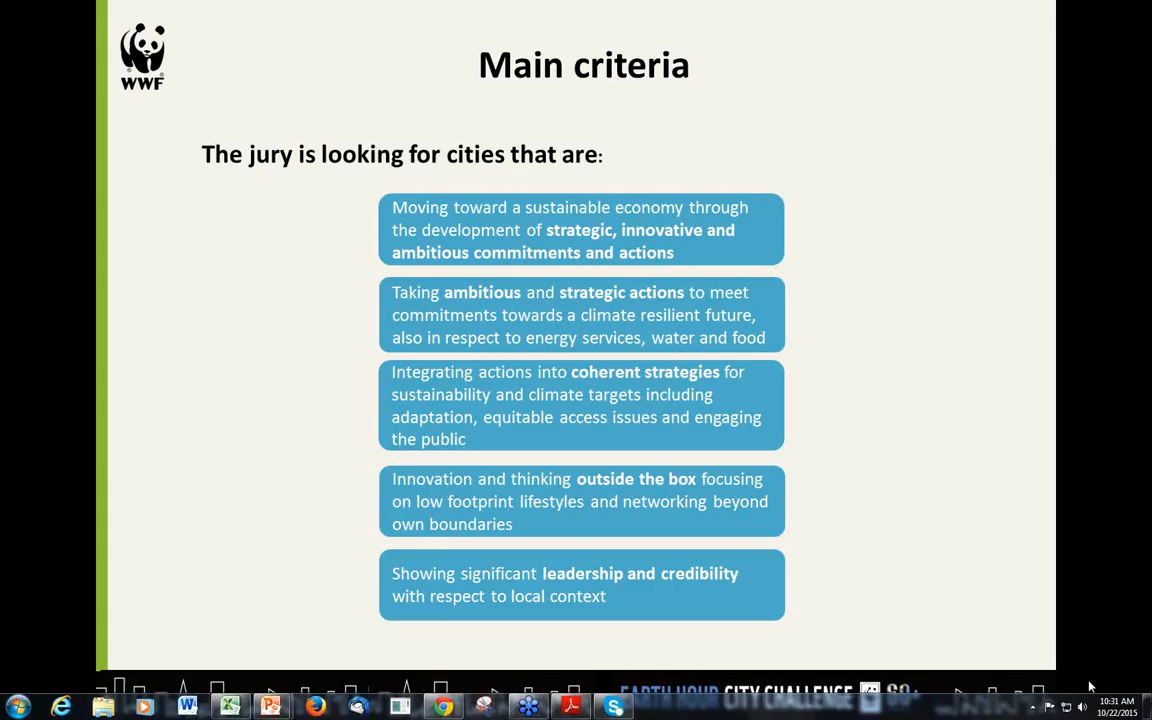 WWF
Main criteria
The jury is looking for cities that are:
Moving toward a sustainable economy through
the development of strategic, innovative and
ambitious commitments and actions
Taking ambitious and strategic actions to meet
commitments towards a climate resilient future,
also in respect to energy services, water and food
Integrating actions into coherent strategies for
sustainability and climate targets including
adaptation, equitable access issues and engaging
the public
Innovation and thinking outside the box focusing
on low footprint lifestyles and networking beyond
own boundaries
Showing significant leadership and credibility
with respect to local context
EARTH HOUR CITY CHALLENGE
10:31 AM
10/22/2015